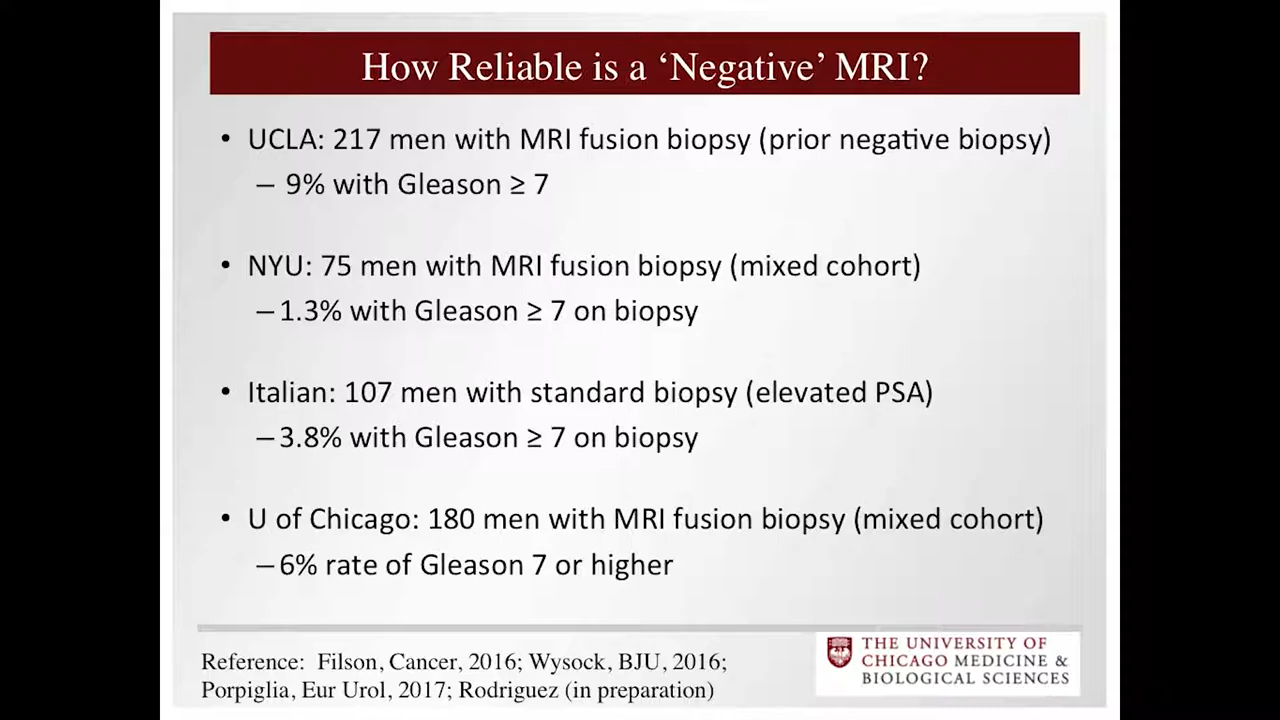 How Reliable is a ‘Negative’ MRI?
• UCLA: 217 men with MRI fusion biopsy (prior negative biopsy)
– 9% with Gleason ≥ 7
• NYU: 75 men with MRI fusion biopsy (mixed cohort)
– 1.3% with Gleason ≥ 7 on biopsy
• Italian: 107 men with standard biopsy (elevated PSA)
– 3.8% with Gleason ≥ 7 on biopsy
• U of Chicago: 180 men with MRI fusion biopsy (mixed cohort)
– 6% rate of Gleason 7 or higher
Reference: Filson, Cancer, 2016; Wysock, BJU, 2016;
Porpiglia, Eur Urol, 2017; Rodriguez (in preparation)
THE UNIVERSITY OF
CHICAGO MEDICINE &
BIOLOGICAL SCIENCES